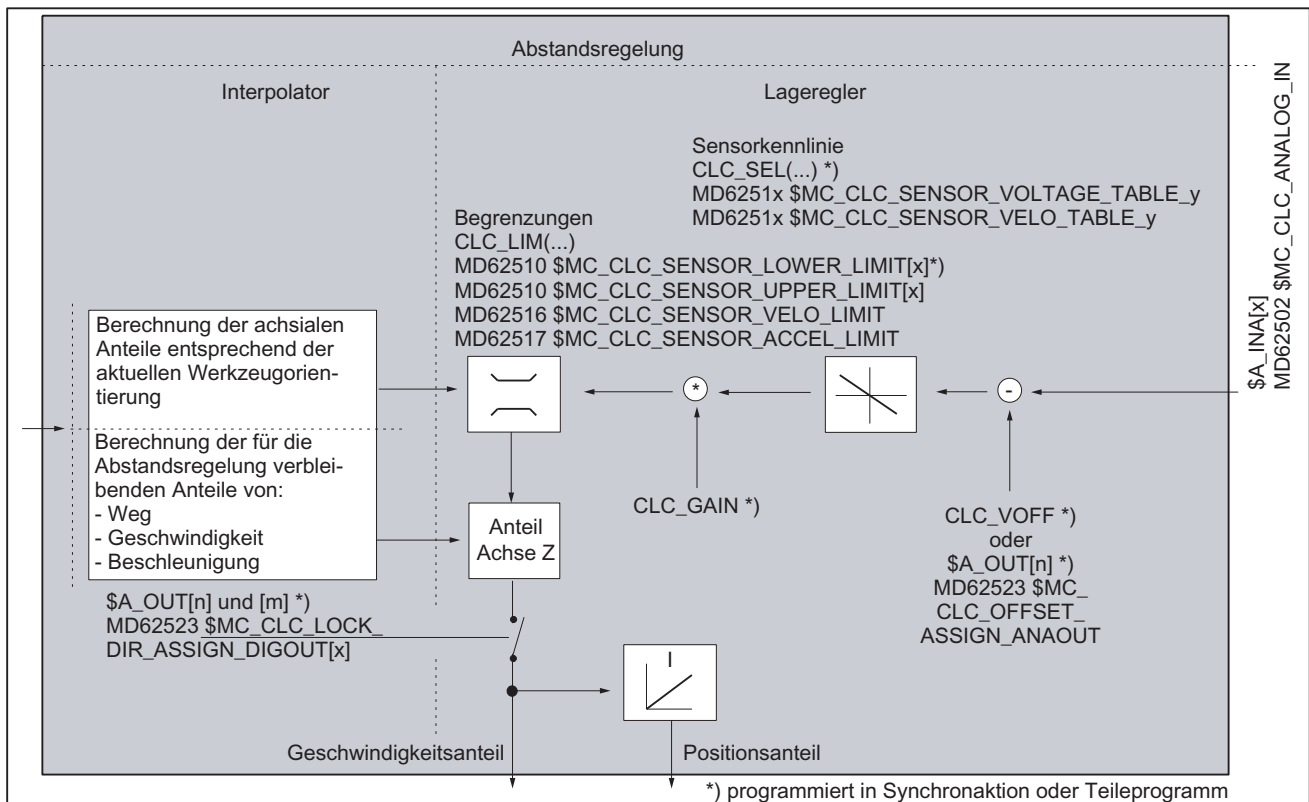 Abstandsregelung
Interpolator
Lageregler
Sensorkennlinie
CLC_SEL(...) *)
MD6251x $MC_CLC_SENSOR_VOLTAGE_TABLE_y
MD6251x $MC_CLC_SENSOR_VELO_TABLE_y
Begrenzungen
CLC_LIM(...)
MD62510 $MC_CLC_SENSOR_LOWER_LIMIT[x]*)
MD62510 $MC_CLC_SENSOR_UPPER_LIMIT[x]
MD62516 $MC_CLC_SENSOR_VELO_LIMIT
MD62517 $MC_CLC_SENSOR_ACCEL_LIMIT
$A_INA[x]
MD62502 $MC_CLC_ANALOG_IN
Berechnung der achsialen
Anteile entsprechend der
aktuellen Werkzeugorien-
tierung
*
-
Berechnung der für die
Abstandsregelung verblei-
benden Anteile von:
- Weg
- Geschwindigkeit
- Beschleunigung
Anteil
Achse Z
CLC_GAIN *)
CLC_VOFF *)
oder
$A_OUT[n] *)
MD62523 $MC_
CLC_OFFSET_
ASSIGN_ANAOUT
$A_OUT[n] und [m] *)
MD62523 $MC_CLC_LOCK_
DIR_ASSIGN_DIGOUT[x]
I
Geschwindigkeitsanteil
Positionsanteil
*) programmiert in Synchronaktion oder Teileprogramm